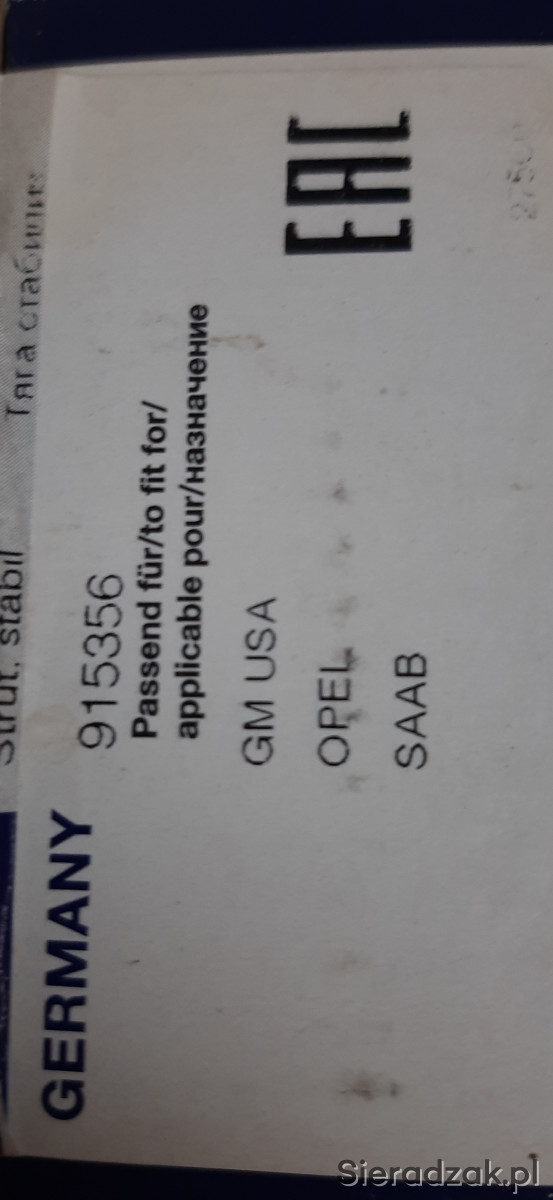 Strut, stabil
Тяга стабилиз
GERMANY
915356
Passend für/to fit for/
applicable pour/назначение
GM USA
OPEL
SAAB
EAC
Sieradzak.pl